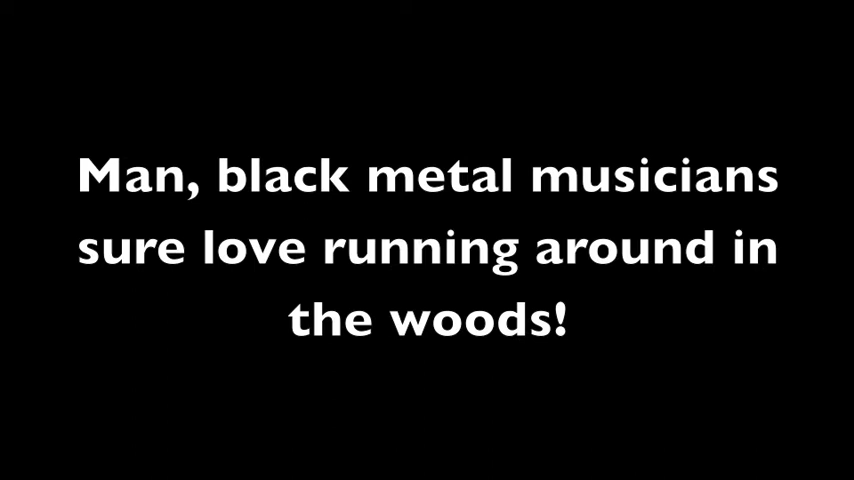 Man, black metal musicians
sure love running around in
the woods!